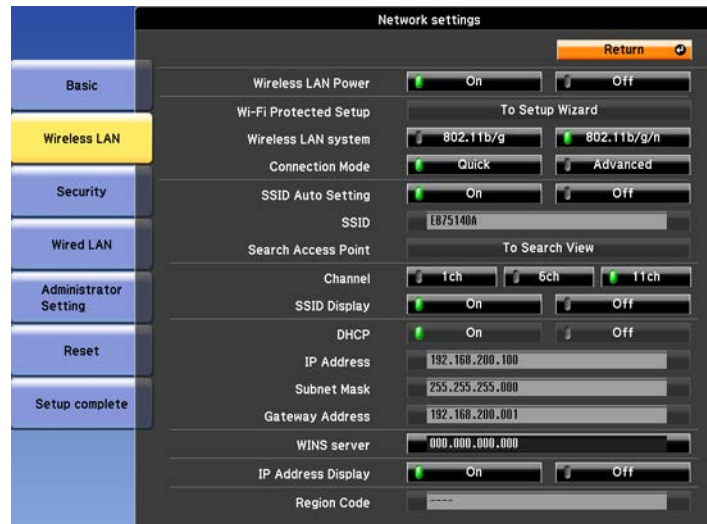 Network settings
Return
Basic
Wireless LAN
Security
Wired LAN
Administrator
Setting
Reset
Setup complete
Wireless LAN Power On Off
Wi-Fi Protected Setup To Setup Wizard
Wireless LAN system 802.11b/g 802.11b/g/n
Connection Mode Quick Advanced
SSID Auto Setting On Off
SSID EB75140A
Search Access Point To Search View
Channel 1ch 6ch 11ch
SSID Display On Off
DHCP On Off
IP Address 192.168.200.100
Subnet Mask 255.255.255.000
Gateway Address 192.168.200.001
WINS server 000.000.000.000
IP Address Display On Off
Region Code ----